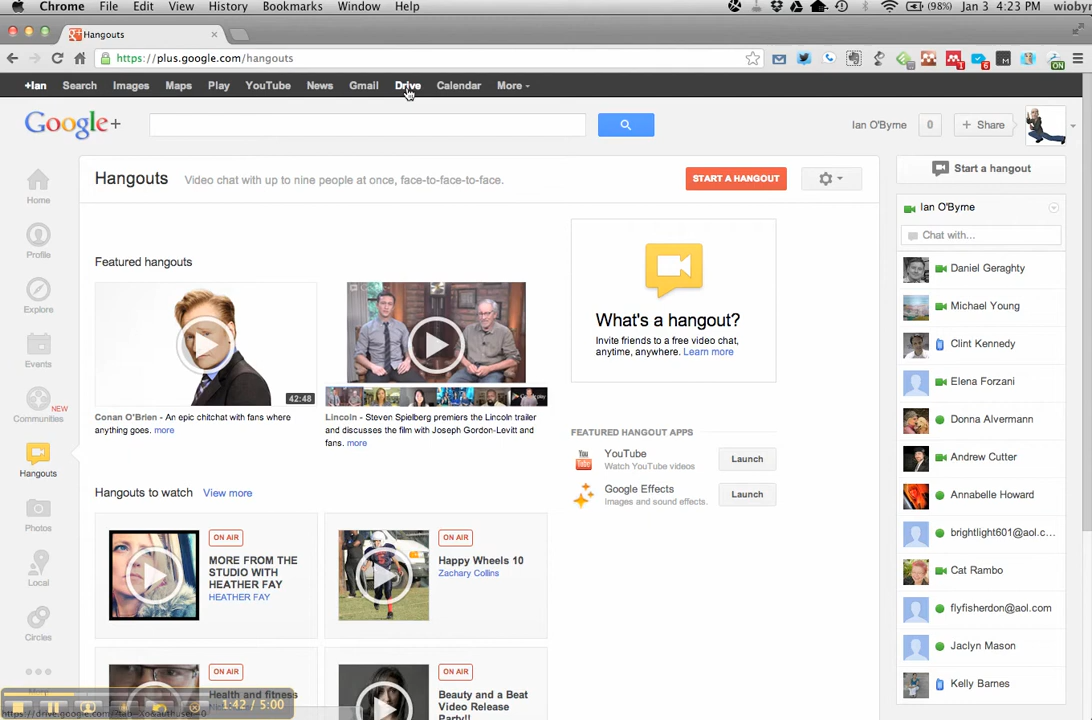 Chrome File Edit View History Bookmarks Window Help (98%) Jan 3 4:23 PM wiobyr
Hangouts
https://plus.google.com/hangouts
+Ian Search Images Maps Play YouTube News Gmail Drive Calendar More
Google+
Ian O'Byrne 0 + Share
Home
Profile
Explore
Events
NEW
Communities
Hangouts
Photos
Local
Circles
Hangouts Video chat with up to nine people at once, face-to-face-to-face.
START A HANGOUT
Featured hangouts
42:48
Conan O'Brien - An epic chitchat with fans where
anything goes. more
Lincoln - Steven Spielberg premiers the Lincoln trailer
and discusses the film with Joseph Gordon-Levitt and
fans. more
What's a hangout?
Invite friends to a free video chat,
anytime, anywhere. Learn more
FEATURED HANGOUT APPS
YouTube
Watch YouTube videos
Launch
Google Effects
Images and sound effects.
Launch
Hangouts to watch View more
ON AIR
MORE FROM THE
STUDIO WITH
HEATHER FAY
HEATHER FAY
ON AIR
Happy Wheels 10
Zachary Collins
ON AIR
Health and fitness
ON AIR
Beauty and a Beat
Video Release
Party!!
Start a hangout
Ian O'Byrne
Chat with...
Daniel Geraghty
Michael Young
Clint Kennedy
Elena Forzani
Donna Alvermann
Andrew Cutter
Annabelle Howard
brightlight601@aol.c...
Cat Rambo
flyfisherdon@aol.com
Jaclyn Mason
Kelly Barnes
1:42 / 5:00